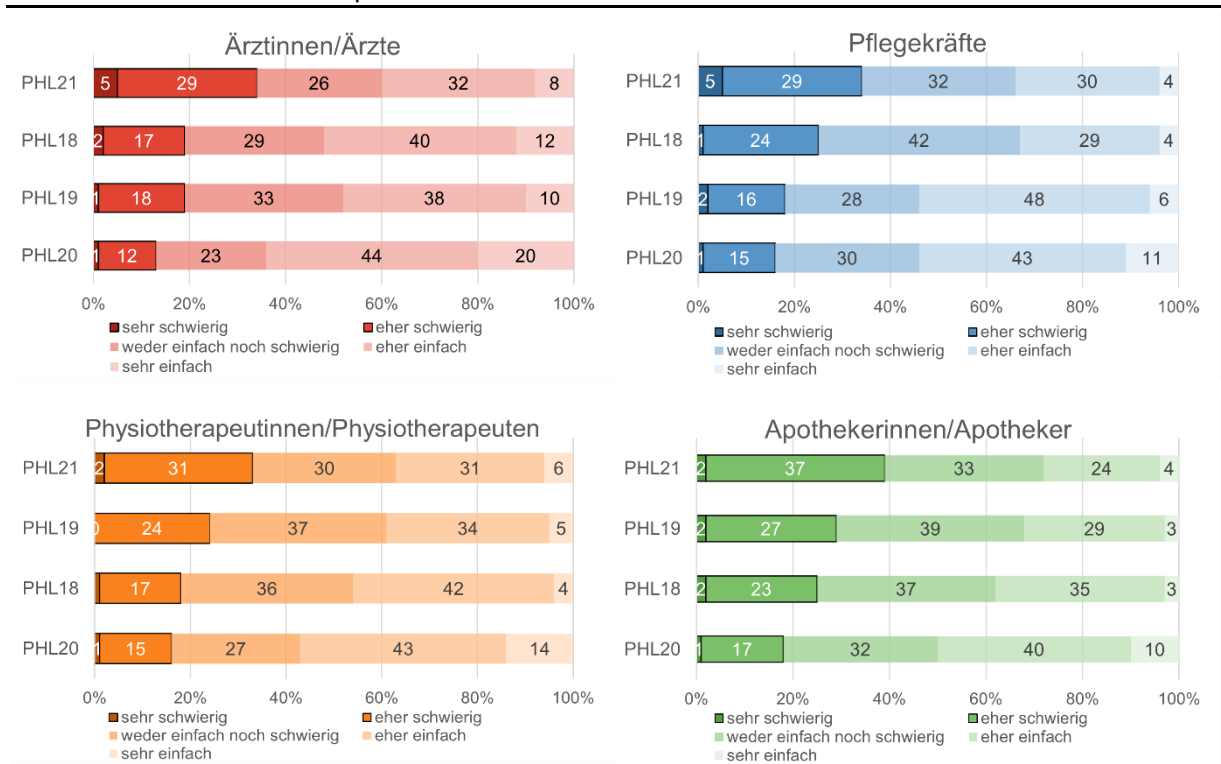 Ärztinnen/Ärzte
PHL21 5 29 26 32 8
PHL18 2 17 29 40 12
PHL19 1 18 33 38 10
PHL20 1 12 23 44 20
0% 20% 40% 60% 80% 100%
sehr schwierig eher schwierig
weder einfach noch schwierig eher einfach
sehr einfach
Pflegekräfte
PHL21 5 29 32 30 4
PHL18 1 24 42 29 4
PHL19 2 16 28 48 6
PHL20 1 15 30 43 11
0% 20% 40% 60% 80% 100%
sehr schwierig eher schwierig
weder einfach noch schwierig eher einfach
sehr einfach
Physiotherapeutinnen/Physiotherapeuten
PHL21 2 31 30 31 6
PHL19 0 24 37 34 5
PHL18 17 36 42 4
PHL20 1 15 27 43 14
0% 20% 40% 60% 80% 100%
sehr schwierig eher schwierig
weder einfach noch schwierig eher einfach
sehr einfach
Apothekerinnen/Apotheker
PHL21 2 37 33 24 4
PHL19 2 27 39 29 3
PHL18 2 23 37 35 3
PHL20 1 17 32 40 10
0% 20% 40% 60% 80% 100%
sehr schwierig eher schwierig
weder einfach noch schwierig eher einfach
sehr einfach